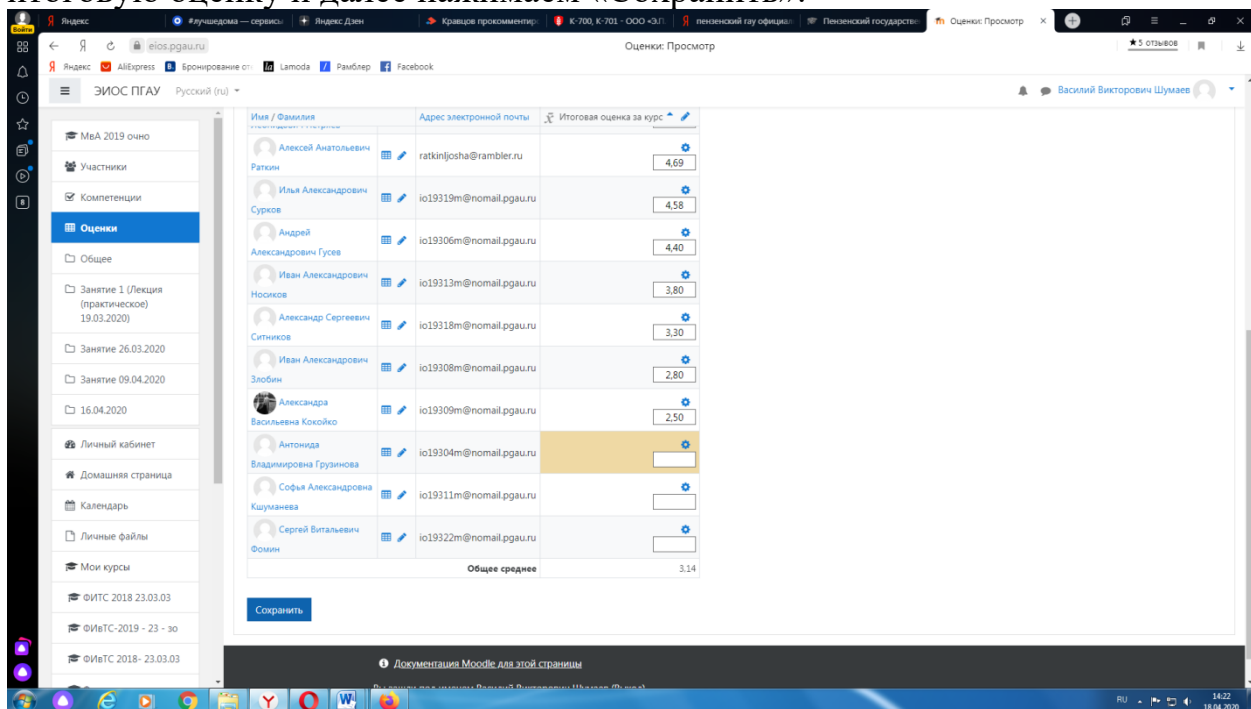 итоговую оценку и далее нажимаем «Сохранить».
Войти
Яндекс
#лучшедома — сервисы
Яндекс Дзен
Кравцов прокомментир
К-700, К-701 - ООО «ЭЛ
пензенский гау официал
Пензенский государстве
Оценки: Просмотр
eios.pgau.ru
Оценки: Просмотр
★5 отзывов
Яндекс
AliExpress
Бронирование от
Lamoda
Рамблер
Facebook
ЭИОС ПГАУ
Русский (ru)
Василий Викторович Шумаев
МвА 2019 очно
Участники
Компетенции
Оценки
Общее
Занятие 1 (Лекция
(практическое)
19.03.2020)
Занятие 26.03.2020
Занятие 09.04.2020
16.04.2020
Личный кабинет
Домашняя страница
Календарь
Личные файлы
Мои курсы
ФИТС 2018 23.03.03
ФИвТС-2019 - 23 - зо
ФИвТС 2018- 23.03.03
Имя / Фамилия
Адрес электронной почты
Итоговая оценка за курс
Алексей Анатольевич
Раткин
ratkinljosha@rambler.ru
4,69
Илья Александрович
Сурков
io19319m@nomail.pgau.ru
4,58
Андрей
Александрович Гусев
io19306m@nomail.pgau.ru
4,40
Иван Александрович
Носиков
io19313m@nomail.pgau.ru
3,80
Александр Сергеевич
Ситников
io19318m@nomail.pgau.ru
3,30
Иван Александрович
Злобин
io19308m@nomail.pgau.ru
2,80
Александра
Васильевна Кокойко
io19309m@nomail.pgau.ru
2,50
Антонида
Владимировна Грузинова
io19304m@nomail.pgau.ru
Софья Александровна
Кшуманева
io19311m@nomail.pgau.ru
Сергей Витальевич
Фомин
io19322m@nomail.pgau.ru
Общее среднее
3,14
Сохранить
Документация Moodle для этой страницы
RU
14:22
18.04.2020